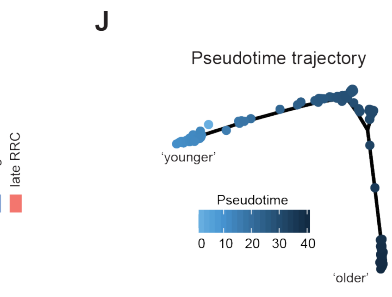 J
Pseudotime trajectory
'younger'
late RRC
Pseudotime
0 10 20 30 40
'older'